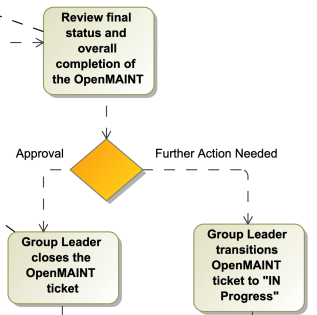 Review final
status and
overall
completion of
the OpenMAINT
Approval
Further Action Needed
Group Leader
closes the
OpenMAINT
ticket
Group Leader
transitions
OpenMAINT
ticket to "IN
Progress"